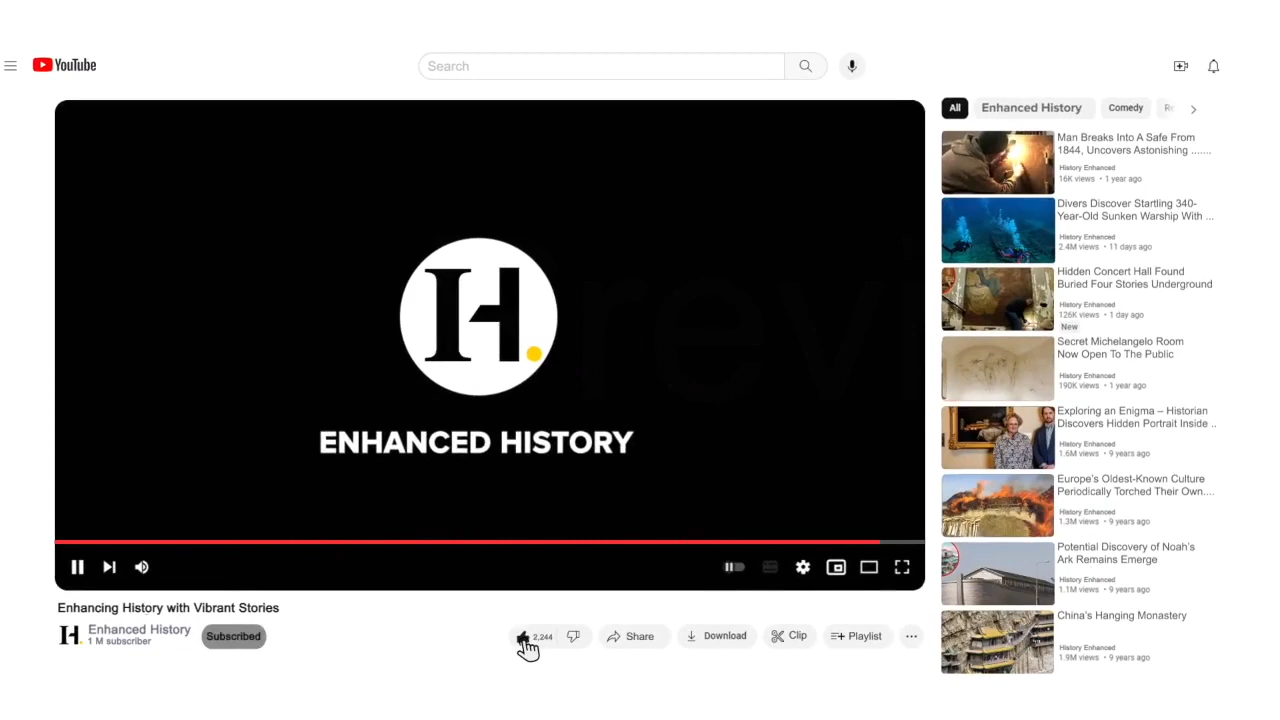 YouTube
Search
All
Enhanced History
Comedy
H.
ENHANCED HISTORY
Enhancing History with Vibrant Stories
H.
Enhanced History
1 M subscriber
Subscribed
2,244
Share
Download
Clip
Playlist
Man Breaks Into A Safe From
1844, Uncovers Astonishing .......
History Enhanced
16K views • 1 year ago
Divers Discover Startling 340-
Year-Old Sunken Warship With ...
History Enhanced
2.4M views • 11 days ago
Hidden Concert Hall Found
Buried Four Stories Underground
History Enhanced
126K views • 1 day ago
New
Secret Michelangelo Room
Now Open To The Public
History Enhanced
190K views • 1 year ago
Exploring an Enigma – Historian
Discovers Hidden Portrait Inside ..
History Enhanced
1.6M views • 9 years ago
Europe's Oldest-Known Culture
Periodically Torched Their Own....
History Enhanced
1.3M views • 9 years ago
Potential Discovery of Noah's
Ark Remains Emerge
History Enhanced
1.1M views • 9 years ago
China's Hanging Monastery
History Enhanced
1.9M views • 9 years ago